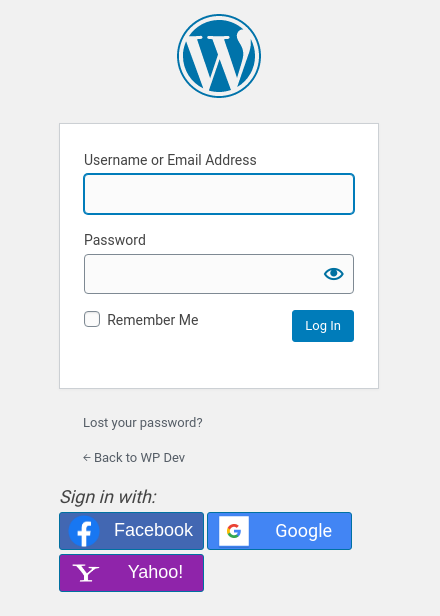 Username or Email Address
Password
Remember Me
Log In
Lost your password?
← Back to WP Dev
Sign in with:
Facebook
Google
Yahoo!